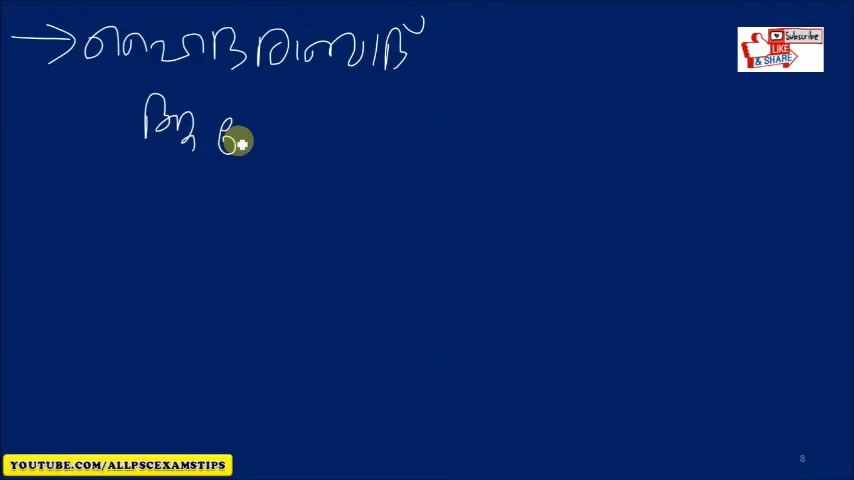 → ഹൈദരാബാദ്
Subscribe
LIKE
& SHARE
8
YOUTUBE.COM/ALLPSCEXAMSTIPS